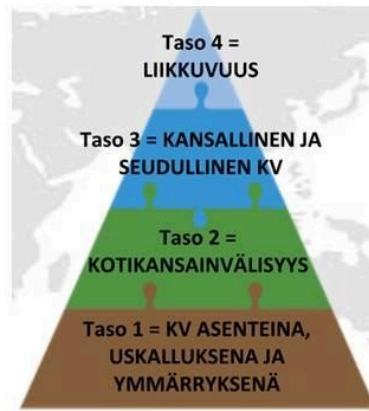 Taso 4 =
LIIKKUVUUS
Taso 3 = KANSALLINEN JA
SEUDULLINEN KV
Taso 2 =
KOTIKANSAINVÄLISYYS
Taso 1 = KV ASENTEINA,
USKALLUKSENA JA
YMMÄRRYKSENÄ